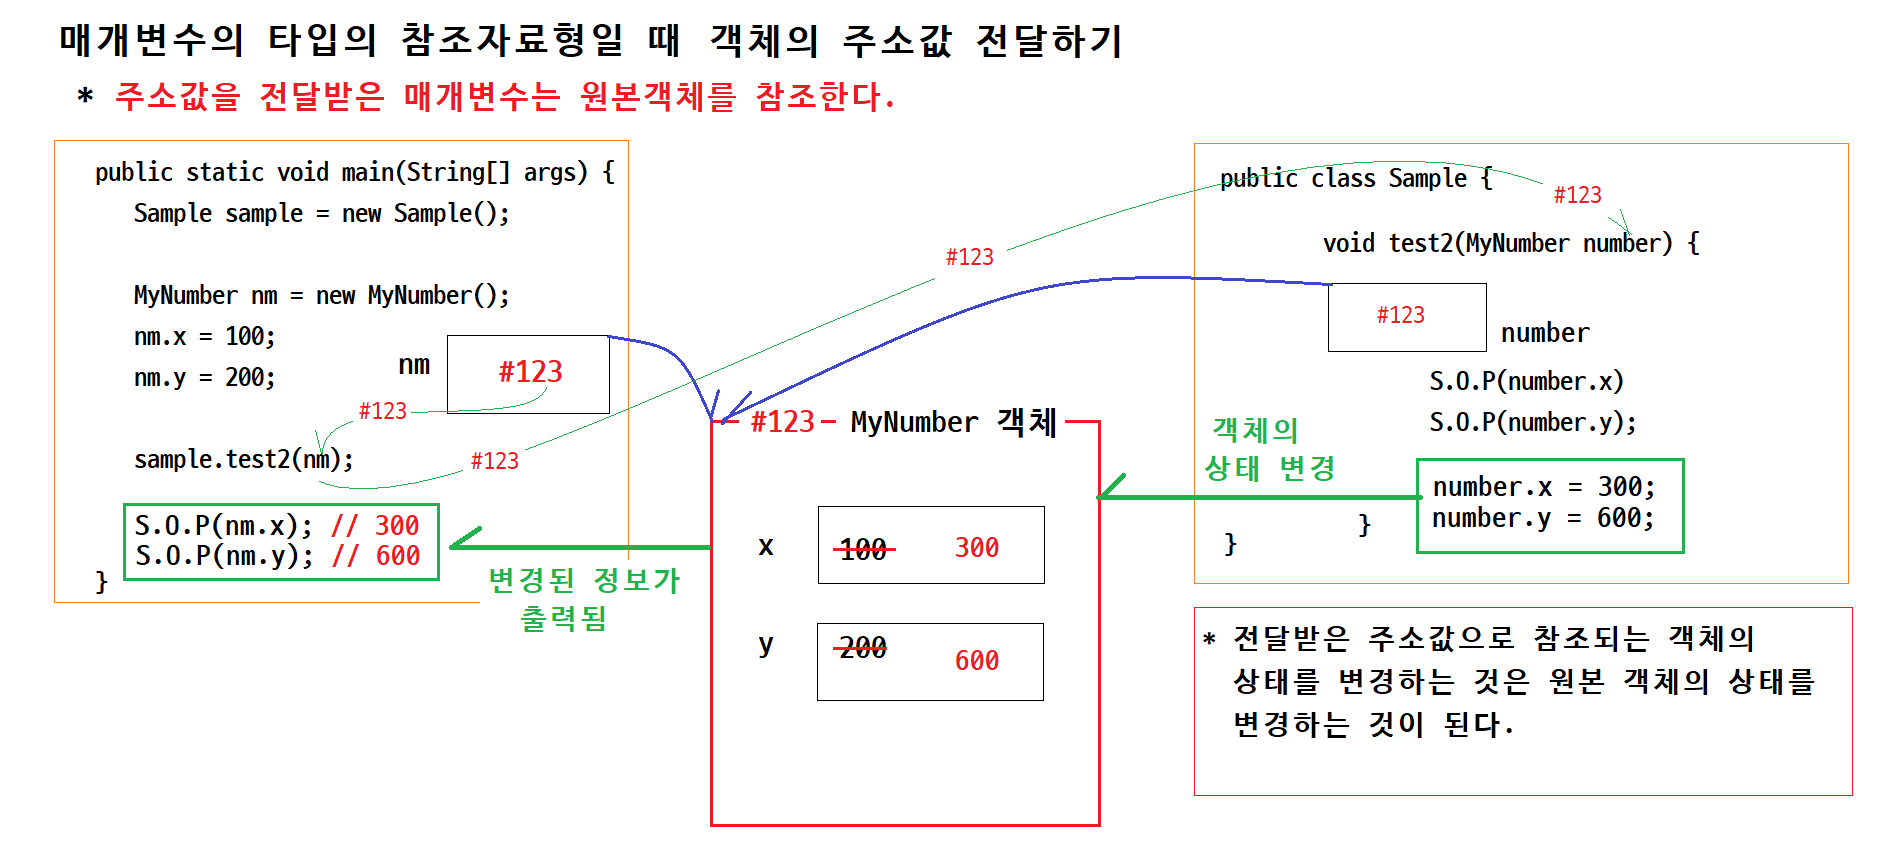 매개변수의 타입의 참조자료형일 때 객체의 주소값 전달하기
* 주소값을 전달받은 매개변수는 원본객체를 참조한다.
public static void main(String[] args) {
Sample sample = new Sample();
MyNumber nm = new MyNumber();
nm.x = 100;
nm.y = 200;
nm
#123
#123
sample.test2(nm);
#123
S.O.P(nm.x); // 300
S.O.P(nm.y); // 600
}
변경된 정보가
출력됨
#123
#123 MyNumber 객체
x
100 300
y
200 600
public class Sample {
#123
void test2(MyNumber number) {
#123
number
S.O.P(number.x)
S.O.P(number.y);
객체의
상태 변경
number.x = 300;
number.y = 600;
}
}
* 전달받은 주소값으로 참조되는 객체의
상태를 변경하는 것은 원본 객체의 상태를
변경하는 것이 된다.